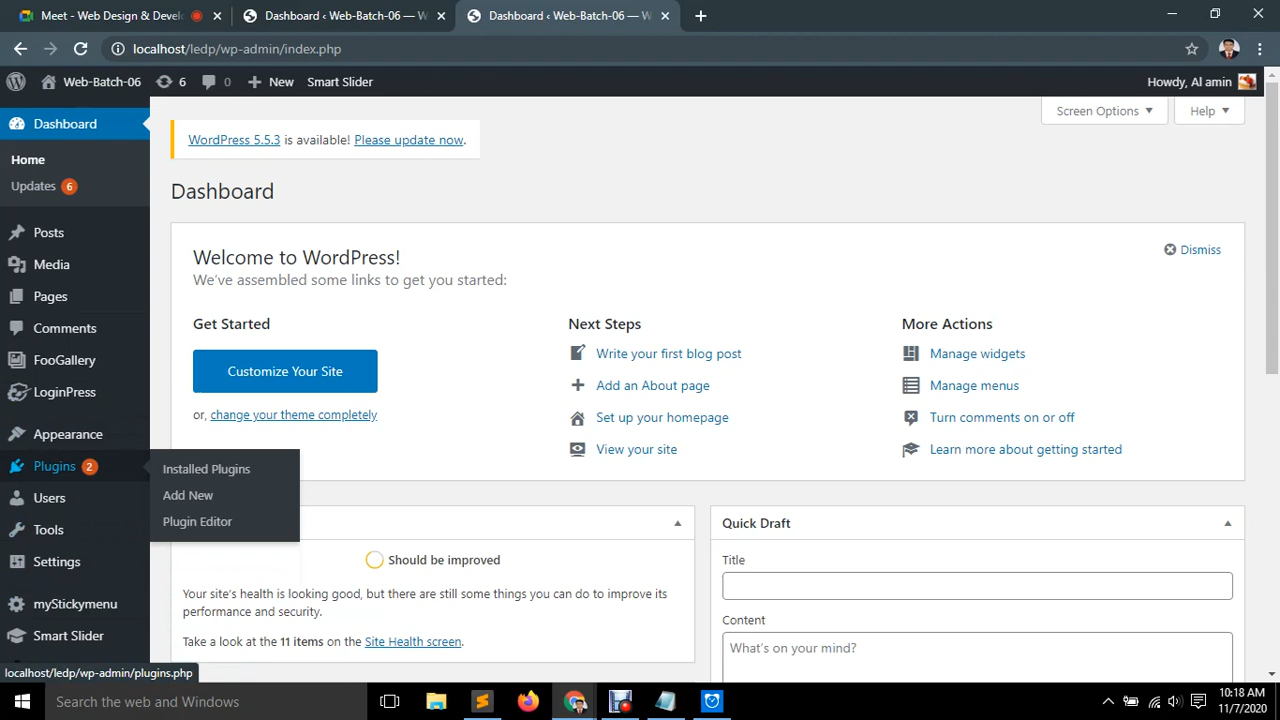 Meet - Web Design & Devel
Dashboard ‹ Web-Batch-06 — W
Dashboard ‹ Web-Batch-06 — W
localhost/ledp/wp-admin/index.php
Web-Batch-06
6
0
New
Smart Slider
Howdy, Al amin
Dashboard
Home
Updates 6
Posts
Media
Pages
Comments
FooGallery
LoginPress
Appearance
Plugins 2
Users
Tools
Settings
myStickymenu
Smart Slider
Installed Plugins
Add New
Plugin Editor
Screen Options
Help
WordPress 5.5.3 is available! Please update now.
Dashboard
Welcome to WordPress!
We've assembled some links to get you started:
Dismiss
Get Started
Customize Your Site
or, change your theme completely
Next Steps
Write your first blog post
Add an About page
Set up your homepage
View your site
More Actions
Manage widgets
Manage menus
Turn comments on or off
Learn more about getting started
Should be improved
Your site's health is looking good, but there are still some things you can do to improve its
performance and security.
Take a look at the 11 items on the Site Health screen.
Quick Draft
Title
Content
What's on your mind?
localhost/ledp/wp-admin/plugins.php
Search the web and Windows
10:18 AM
11/7/2020